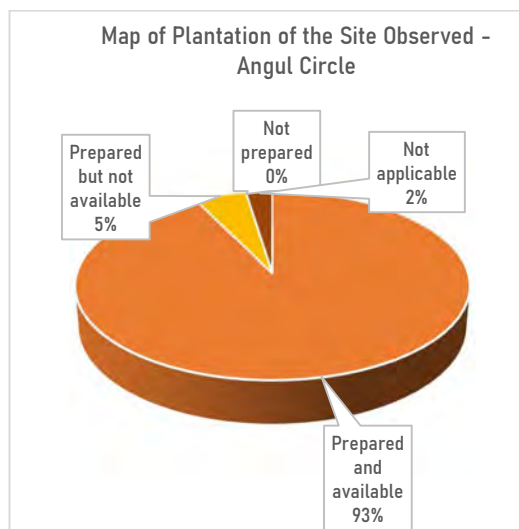 Map of Plantation of the Site Observed -
Angul Circle
Not
prepared
0%
Not
applicable
2%
Prepared
but not
available
5%
Prepared
and
available
93%